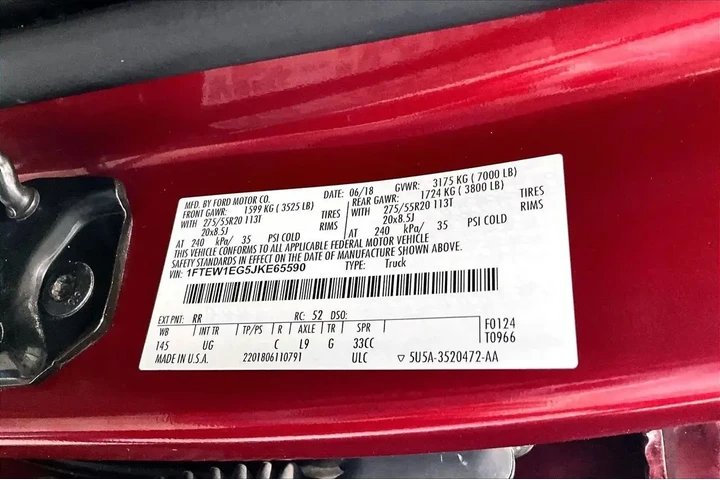 MFD. BY FORD MOTOR CO. DATE: 06/18 GVWR: 3175 KG ( 7000 LB)
FRONT GAWR: 1599 KG ( 3525 LB) REAR GAWR: 1724 KG ( 3800 LB)
WITH 275/55R20 113T TIRES WITH 275/55R20 113T TIRES
20x8.5J RIMS 20x8.5J RIMS
AT 240 kPa/ 35 PSI COLD AT 240 kPa/ 35 PSI COLD
THIS VEHICLE CONFORMS TO ALL APPLICABLE FEDERAL MOTOR VEHICLE
SAFETY STANDARDS IN EFFECT ON THE DATE OF MANUFACTURE SHOWN ABOVE.
VIN: 1FTEW1EG5JKE65590 TYPE: Truck
EXT PNT: RR RC: 52 DSO: F0124
WB INT TR TP/PS R AXLE TR SPR T0966
145 UG C L9 G 33CC
MADE IN U.S.A. 2201806110791 ULC ▽ 5U5A-3520472-AA